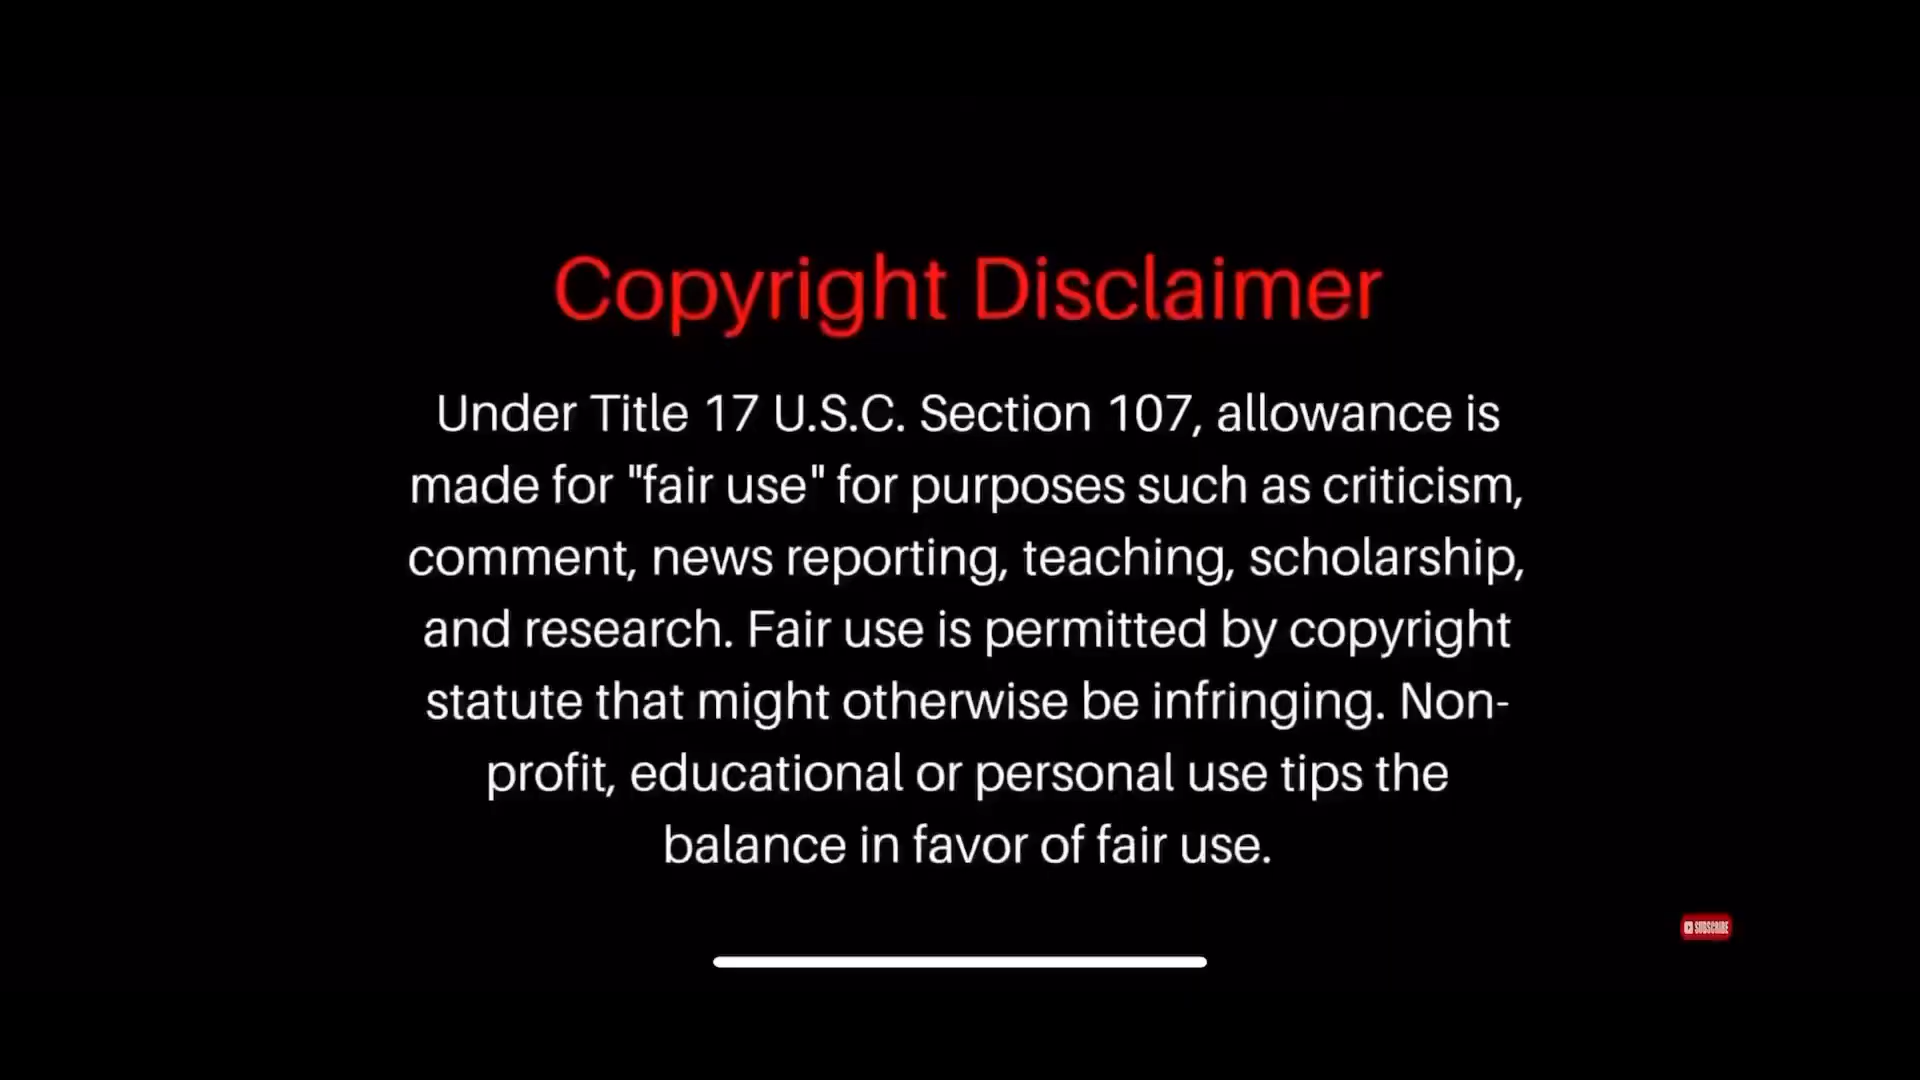 Copyright Disclaimer
Under Title 17 U.S.C. Section 107, allowance is
made for "fair use" for purposes such as criticism,
comment, news reporting, teaching, scholarship,
and research. Fair use is permitted by copyright
statute that might otherwise be infringing. Non-
profit, educational or personal use tips the
balance in favor of fair use.
SUBSCRIBE